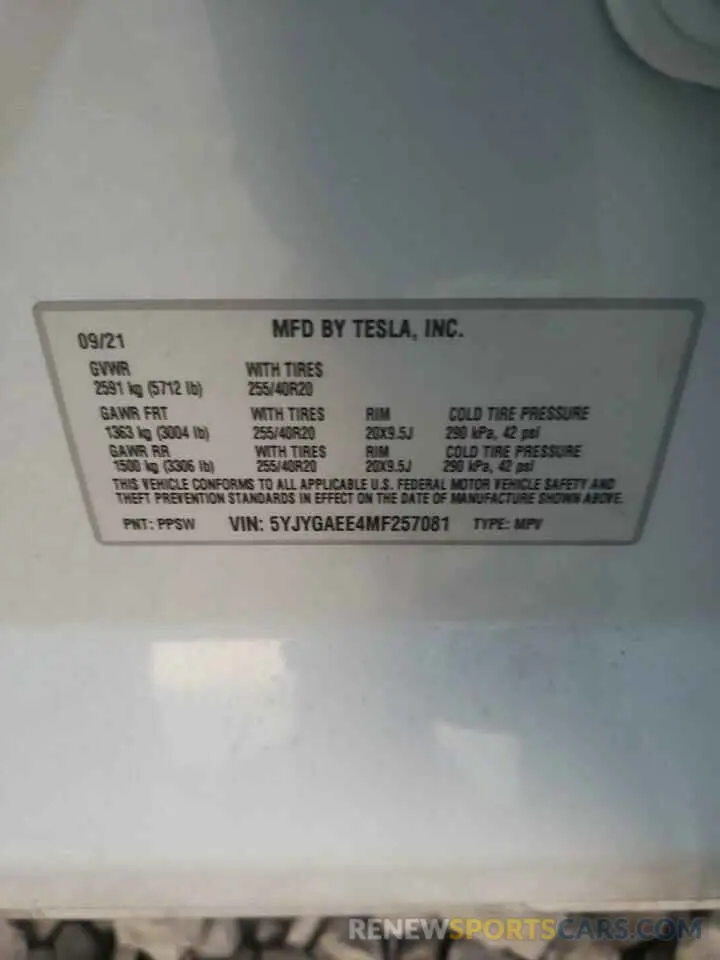 09/21 MFD BY TESLA, INC.
GVWR WITH TIRES
2591 kg (5712 lb) 255/40R20
GAWR FRT WITH TIRES RIM COLD TIRE PRESSURE
1363 kg (3004 lb) 255/40R20 20X9.5J 290 kPa, 42 psi
GAWR RR WITH TIRES RIM COLD TIRE PRESSURE
1500 kg (3306 lb) 255/40R20 20X9.5J 290 kPa, 42 psi
THIS VEHICLE CONFORMS TO ALL APPLICABLE U.S. FEDERAL MOTOR VEHICLE SAFETY AND
THEFT PREVENTION STANDARDS IN EFFECT ON THE DATE OF MANUFACTURE SHOWN ABOVE.
PNT: PPSW VIN: 5YJYGAEE4MF257081 TYPE: MPV
RENEWSPORTSCARS.COM